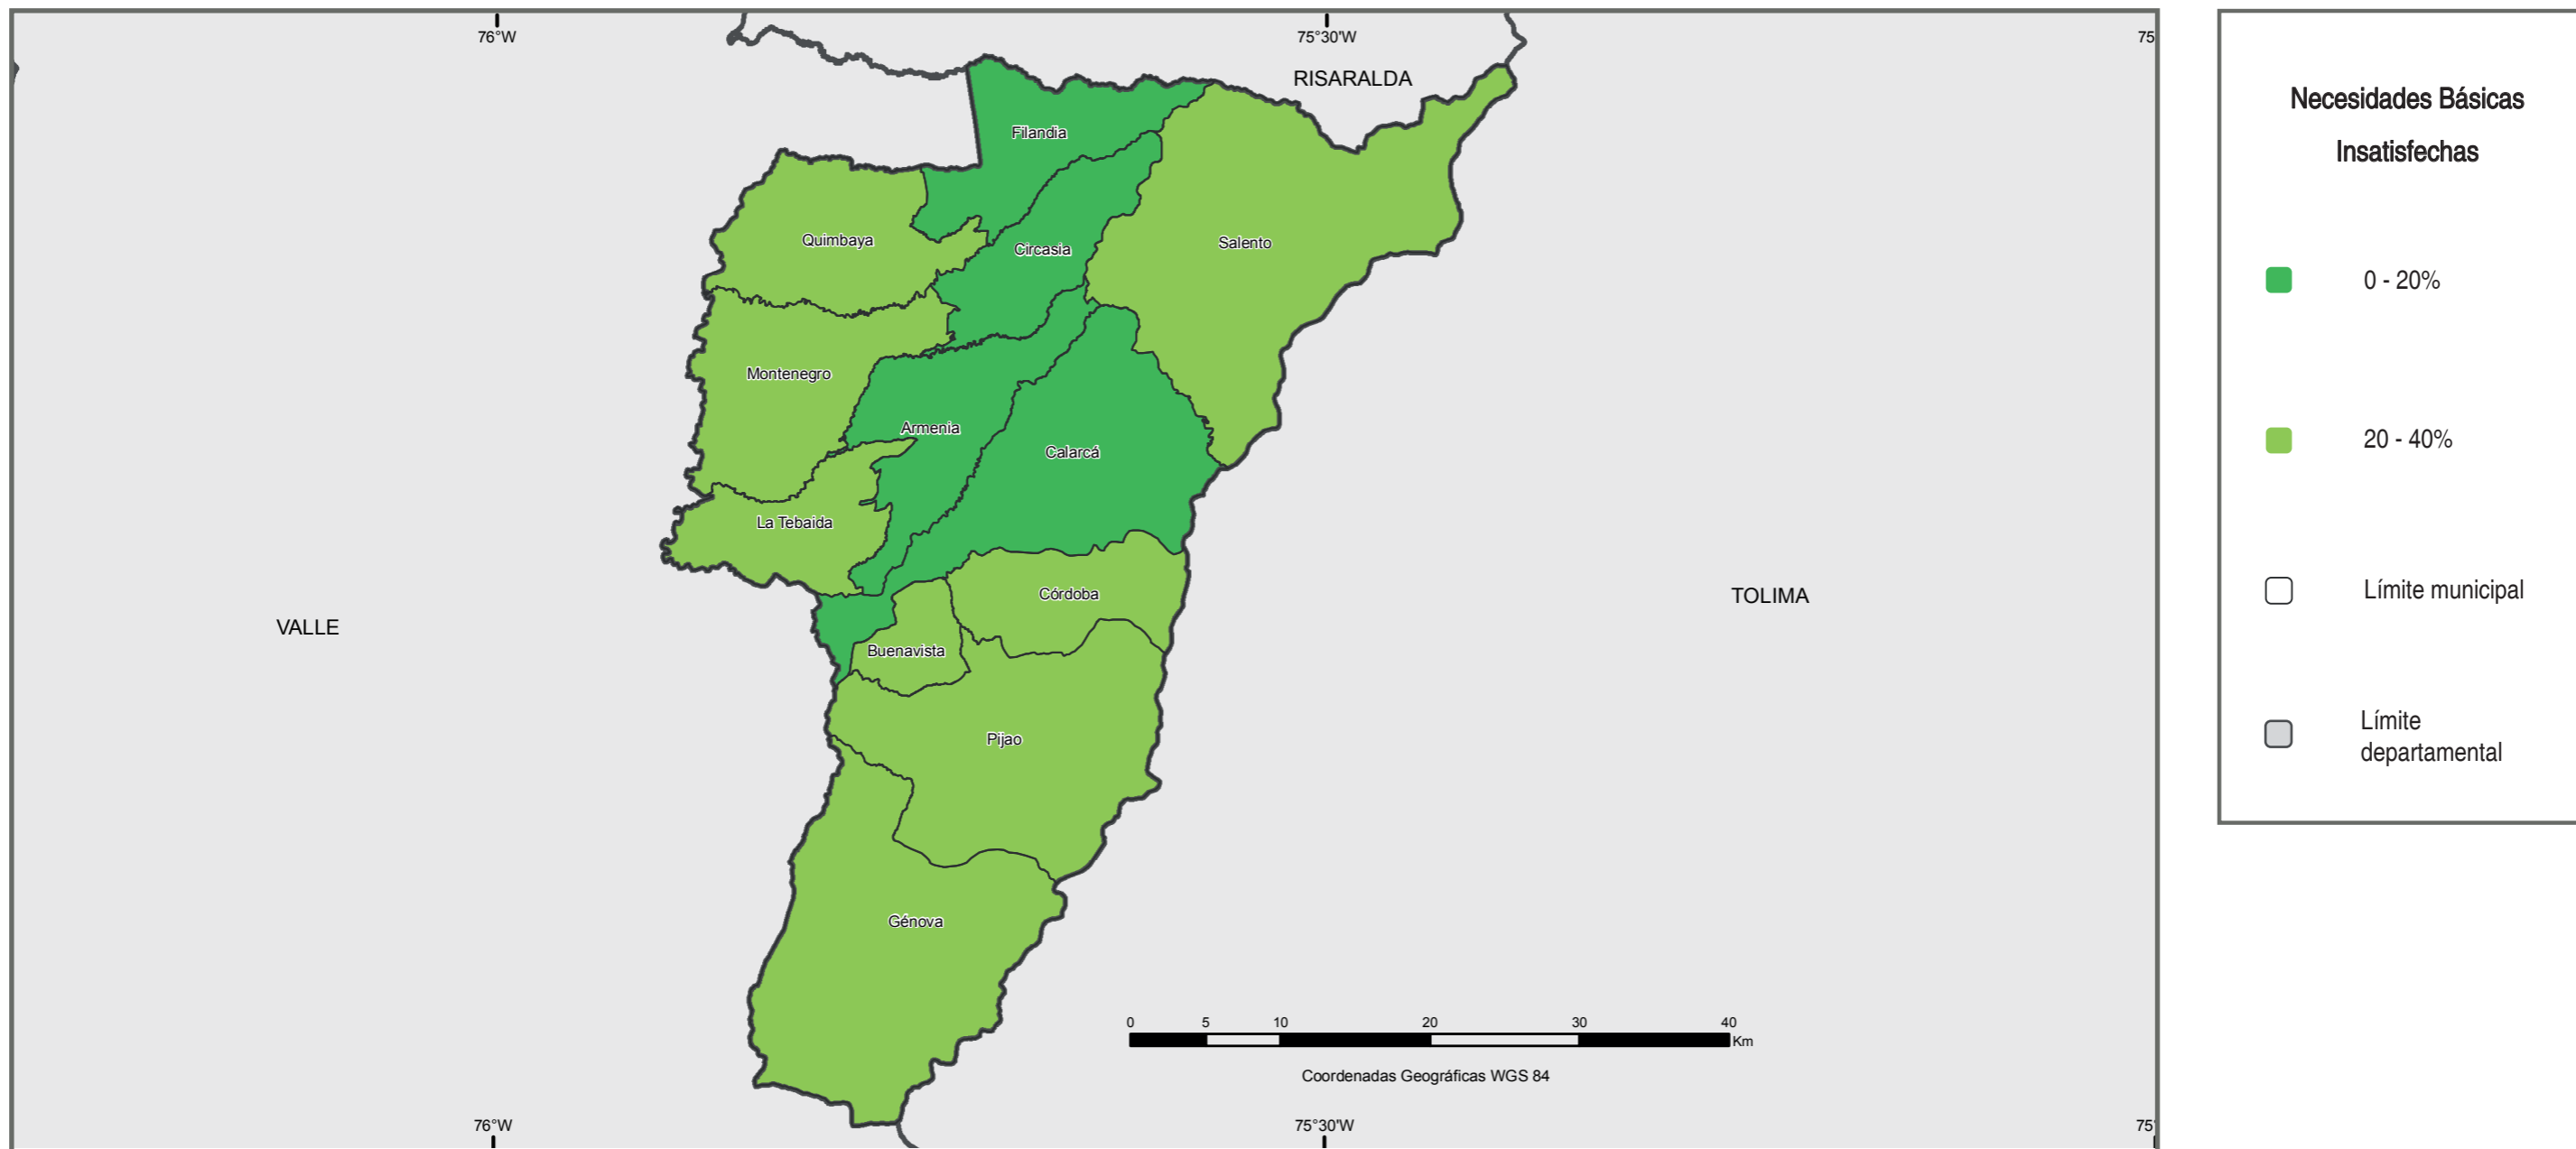 76°W
75°30'W
75
RISARALDA
Filandia
Quimbaya
Circasia
Salento
Montenegro
Armenia
Calarcá
La Tebaida
Córdoba
VALLE
TOLIMA
Buenavista
Pijao
Génova
0 5 10 20 30 40
Km
Coordenadas Geográficas WGS 84
76°W
75°30'W
75°
Necesidades Básicas
Insatisfechas
0 - 20%
20 - 40%
Límite municipal
Límite
departamental